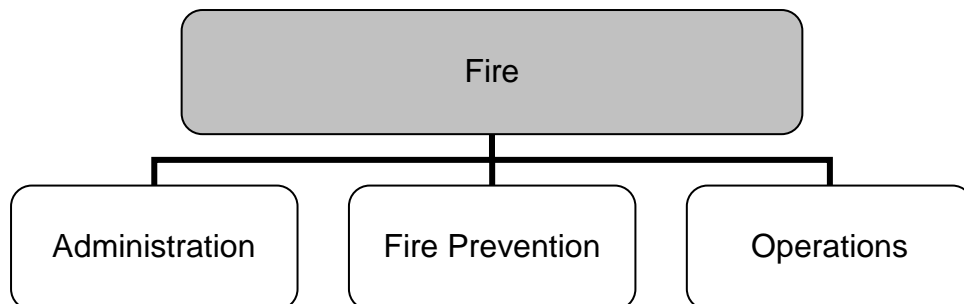 Fire
Administration
Fire Prevention
Operations